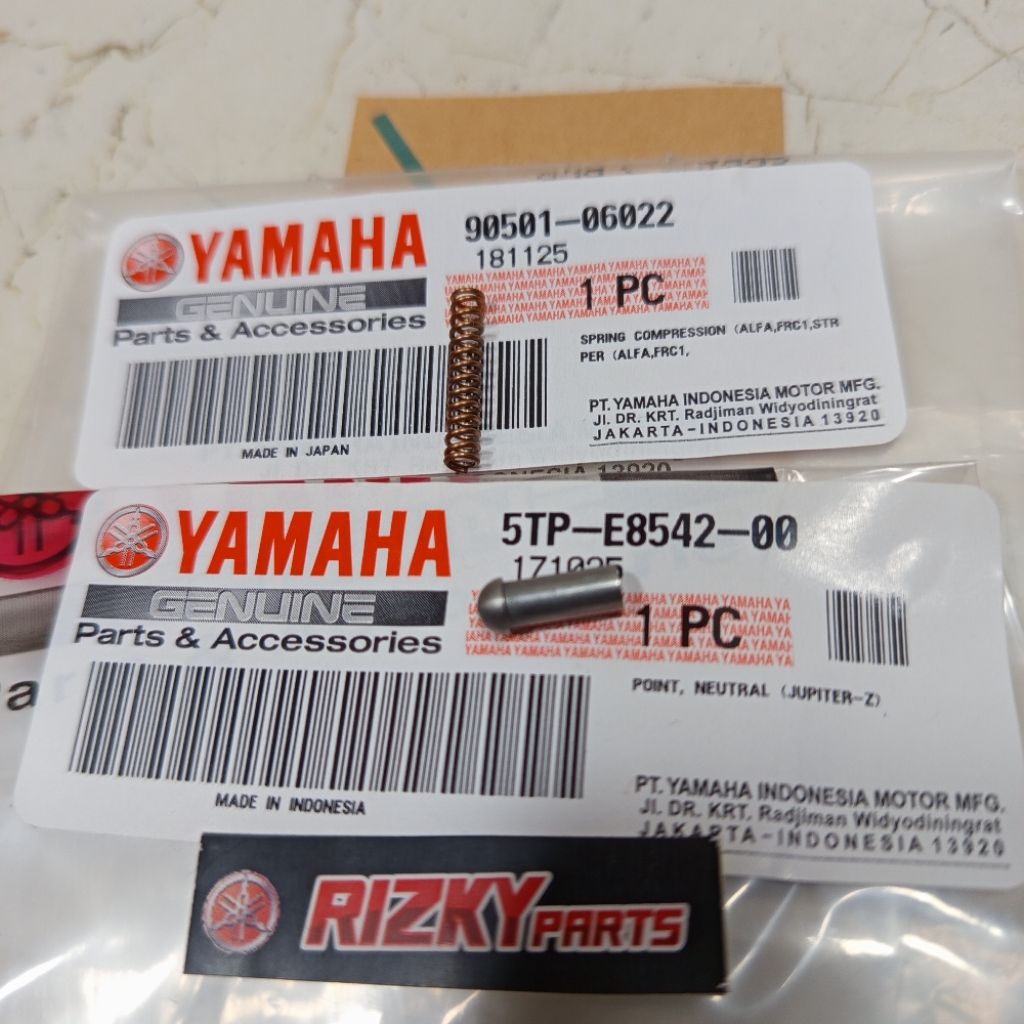 YAMAHA
GENUINE
Parts & Accessories
90501-06022
181125
1 PC
SPRING COMPRESSION (ALFA,FRC1,STR
PER (ALFA,FRC1,
PT. YAMAHA INDONESIA MOTOR MFG.
Jl. DR. KRT. Radjiman Widyodiningrat
JAKARTA-INDONESIA 13920
MADE IN JAPAN
YAMAHA
GENUINE
Parts & Accessories
5TP-E8542-00
1 PC
POINT, NEUTRAL (JUPITER-Z)
PT. YAMAHA INDONESIA MOTOR MFG.
Jl. DR. KRT. Radjiman Widyodiningrat
JAKARTA-INDONESIA 13920
MADE IN INDONESIA
RIZKY PARTS